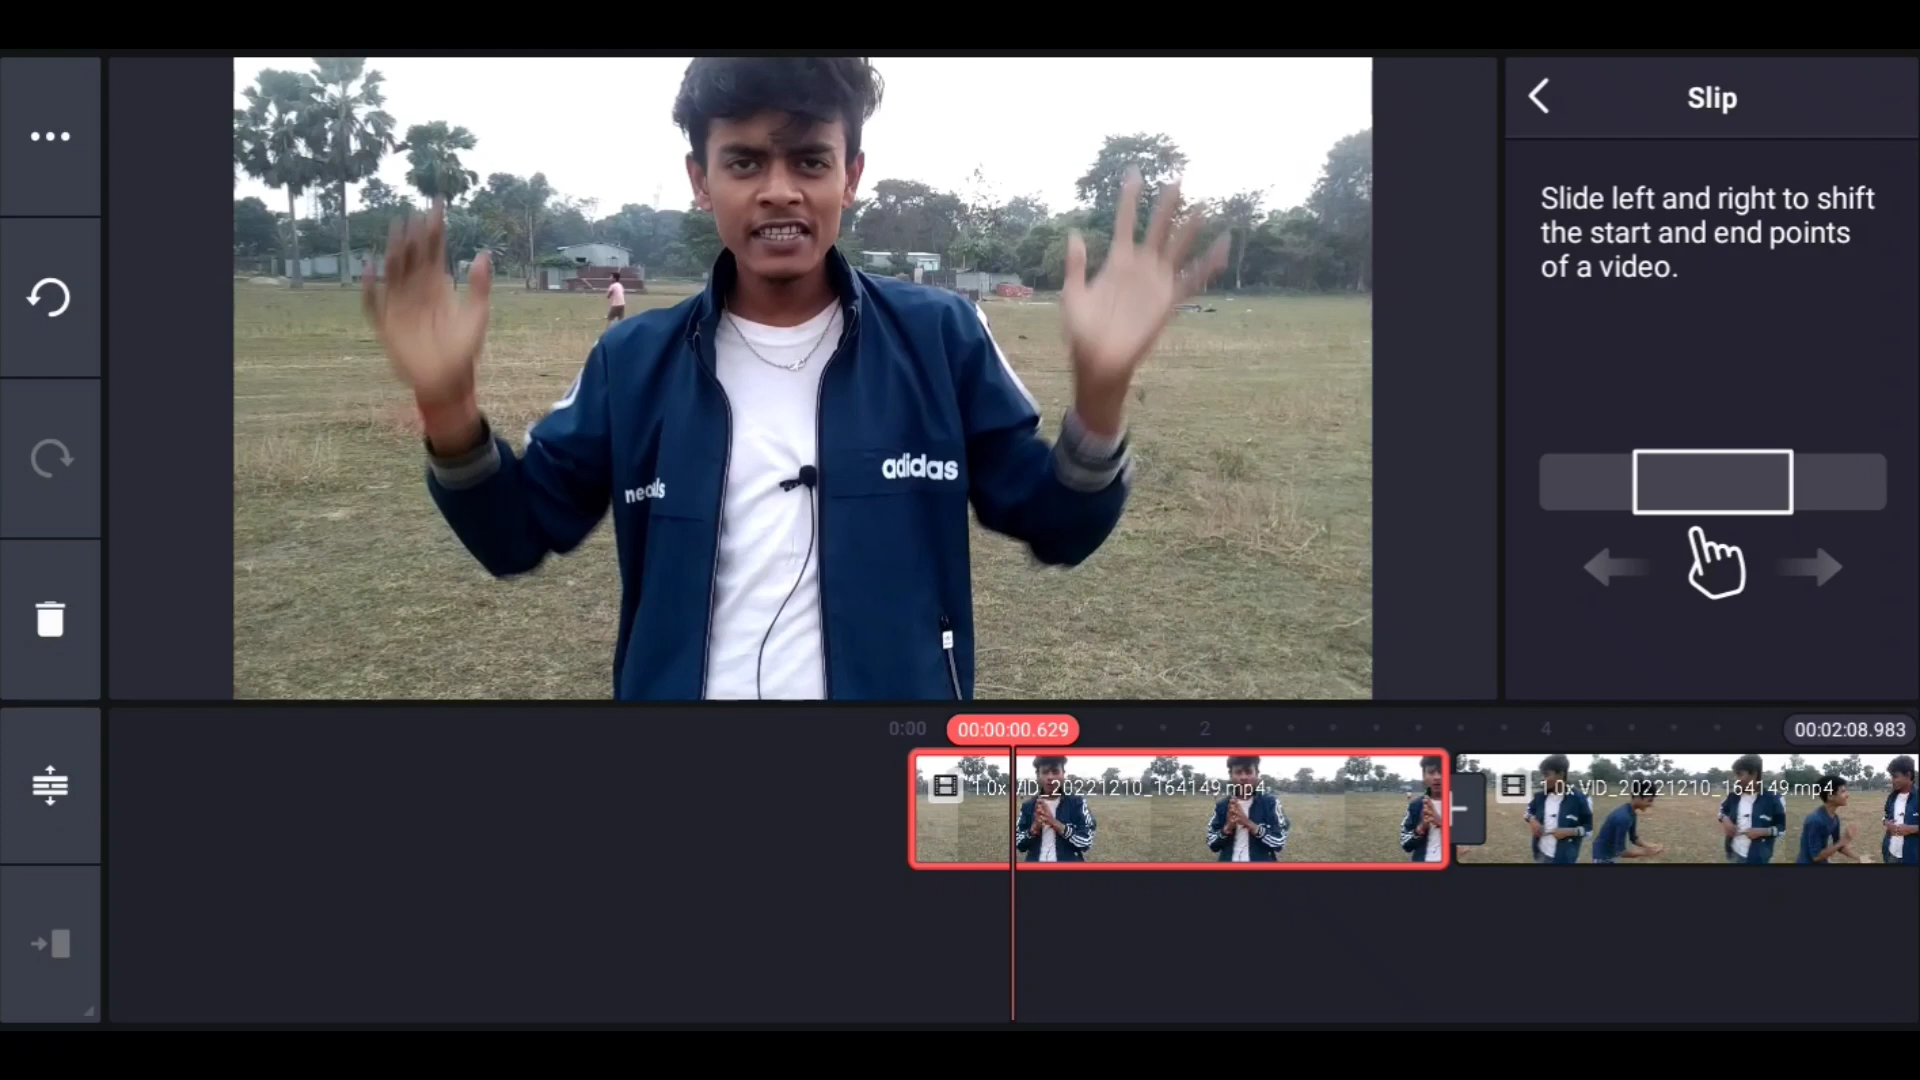 Slip
Slide left and right to shift
the start and end points
of a video.
adidas
0:00
00:00:00.629
2
4
00:02:08.983
1.0x VID_20221210_164149.mp4
1.0x VID_20221210_164149.mp4